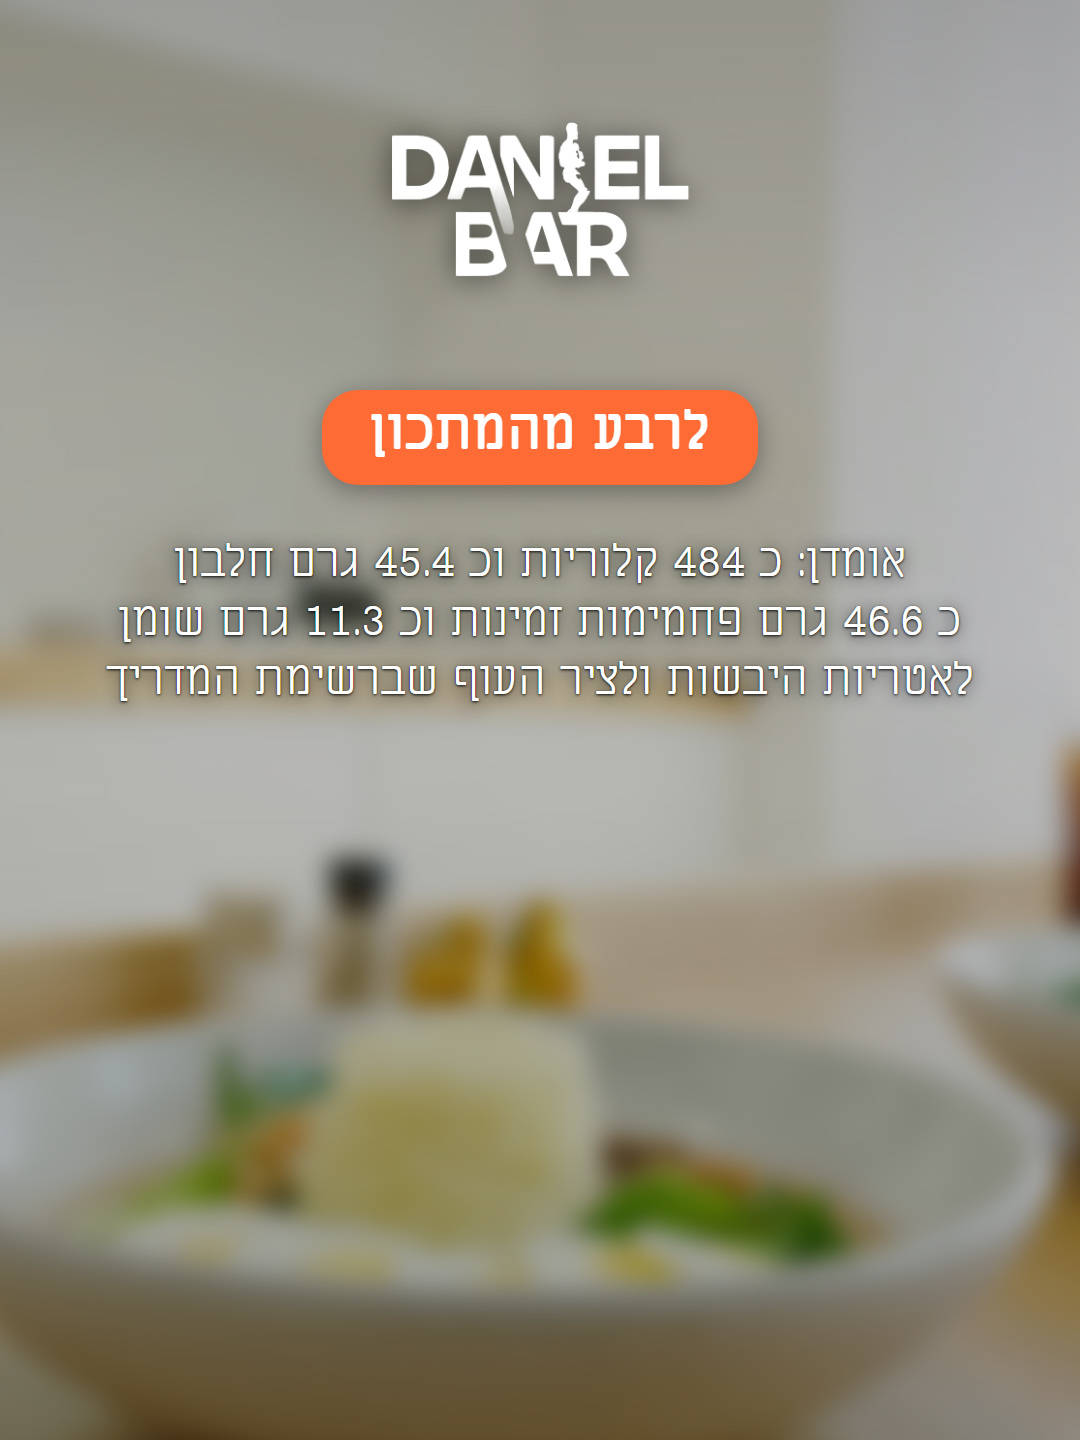 DANIEL
BAR
לרבע מהמתכון
אומדן: כ 484 קלוריות וכ 45.4 גרם חלבון
כ 46.6 גרם פחמימות זמינות וכ 11.3 גרם שומן
לאטריות היבשות ולציר העוף שברשימת המדריך